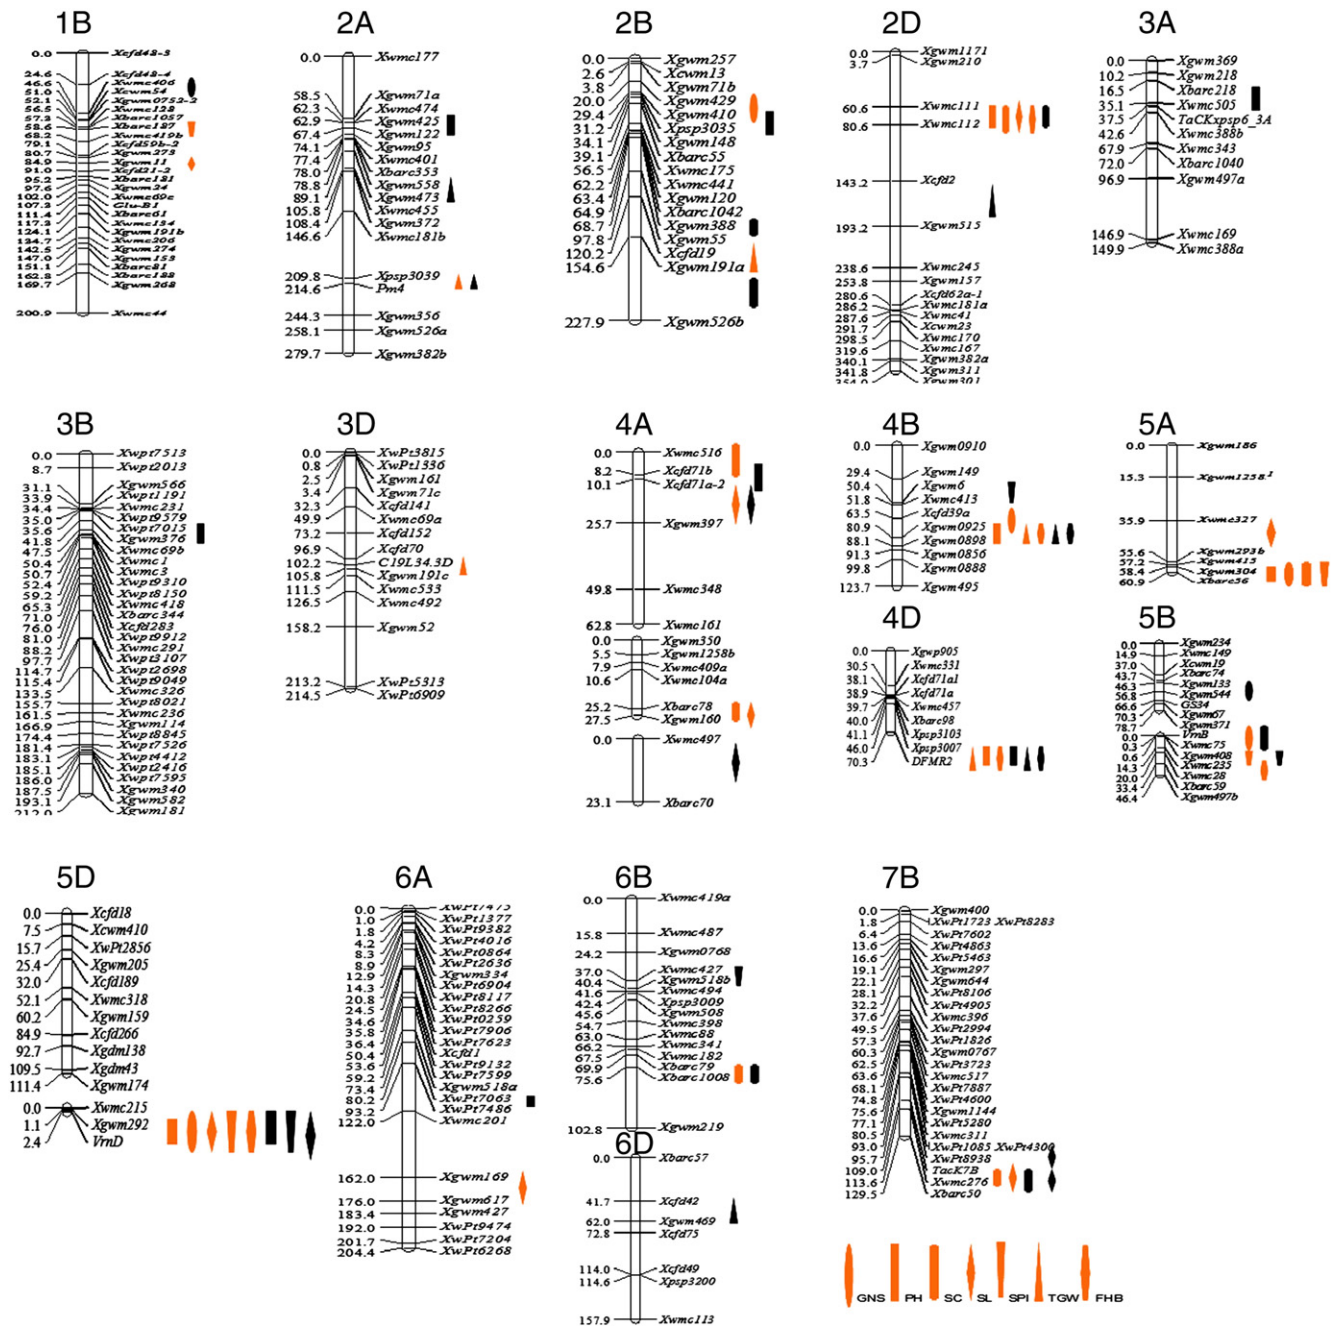 1B
0.0 Xcfd48-3
24.6 Xcfd48-4
46.6 Xwmc406
51.6 Xcwm54
52.1 Xgwm0752-2
56.5 Xwmc128
57.3 Xbarc1057
58.6 Xbarc187
68.2 Xwmc419b
79.1 Xcfd59b-2
80.7 Xgwm273
84.9 Xgwm11
91.0 Xcfd21-2
95.2 Xbarc181
97.6 Xgwm24
102.0 Xwmc69c
107.2 Glu-B1
111.4 Xbarc61
117.3 Xwmc134
124.1 Xgwm191b
134.7 Xwmc206
142.5 Xgwm274
147.0 Xgwm153
151.1 Xbarc81
162.8 Xbarc188
169.7 Xgwm268
200.9 Xwmc44
2A
0.0 Xwmc177
58.5 Xgwm71a
62.3 Xwmc474
62.9 Xgwm425
67.4 Xgwm122
74.1 Xgwm95
77.4 Xwmc401
78.0 Xbarc353
78.8 Xgwm558
89.1 Xgwm473
105.8 Xwmc455
108.4 Xgwm372
146.6 Xwmc181b
209.8 Xpsp3039
214.6 Pm4
244.3 Xgwm356
258.1 Xgwm526a
279.7 Xgwm382b
2B
0.0 Xgwm257
2.6 Xcwm13
3.8 Xgwm71b
20.0 Xgwm429
29.4 Xgwm410
31.2 Xpsp3035
34.1 Xgwm148
39.1 Xbarc55
56.5 Xwmc175
62.2 Xwmc441
63.4 Xgwm120
64.9 Xbarc1042
68.7 Xgwm388
97.8 Xgwm55
120.2 Xcfd19
154.6 Xgwm191a
227.9 Xgwm526b
2D
0.0 Xgwm1171
3.7 Xgwm210
60.6 Xwmc111
80.6 Xwmc112
143.2 Xcfd2
193.2 Xgwm515
238.6 Xwmc245
253.8 Xgwm157
280.6 Xcfd62a-1
286.2 Xwmc181a
287.6 Xwmc41
291.7 Xcwm23
298.5 Xwmc170
319.6 Xwmc167
340.1 Xgwm382a
341.8 Xgwm311
354.0 Xgwm301
3A
0.0 Xgwm369
10.2 Xgwm218
16.5 Xbarc218
35.1 Xwmc505
37.5 TaCKxpsp6_3A
42.6 Xwmc388b
67.9 Xwmc343
72.0 Xbarc1040
96.9 Xgwm497a
146.9 Xwmc169
149.9 Xwmc388a
3B
0.0 Xwpt7513
8.7 Xwpt2013
31.1 Xgwm566
33.9 Xwpt1191
34.4 Xwmc231
35.0 Xwpt9579
35.6 Xwpt7015
41.8 Xgwm376
47.5 Xwmc69b
50.4 Xwmc1
50.7 Xwmc3
52.4 Xwpt9310
59.2 Xwpt8150
65.3 Xwmc418
71.0 Xbarc344
76.0 Xcfd283
81.0 Xwpt9912
88.2 Xwmc291
97.7 Xwpt3107
114.7 Xwpt2698
115.4 Xwpt9049
133.5 Xwmc326
155.7 Xwpt8021
161.5 Xwmc236
166.9 Xgwm114
174.4 Xwpt8845
181.4 Xwpt7526
183.1 Xwpt4412
185.1 Xwpt2416
186.0 Xwpt7595
187.5 Xgwm340
193.1 Xgwm582
212.0 Xgwm181
3D
0.0 XwPt3815
0.8 XwPt1336
2.5 Xgwm161
3.4 Xgwm71c
32.3 Xcfd141
49.9 Xwmc69a
73.2 Xcfd152
96.9 Xcfd70
102.2 C19L34.3D
105.8 Xgwm191c
111.5 Xwmc533
126.5 Xwmc492
158.2 Xgwm52
213.2 XwPt5313
214.5 XwPt6909
4A
0.0 Xwmc516
8.2 Xcfd71b
10.1 Xcfd71a-2
25.7 Xgwm397
49.8 Xwmc348
62.8 Xwmc161
0.0 Xgwm350
5.5 Xgwm1258b
7.9 Xwmc409a
10.6 Xwmc104a
25.2 Xbarc78
27.5 Xgwm160
0.0 Xwmc497
23.1 Xbarc70
4B
0.0 Xgwm0910
29.4 Xgwm149
50.4 Xgwm6
51.8 Xwmc413
63.5 Xcfd39a
80.9 Xgwm0925
88.1 Xgwm0898
91.3 Xgwm0856
99.8 Xgwm0888
123.7 Xgwm495
4D
0.0 Xgwp905
30.5 Xwmc331
38.1 Xcfd71a1
38.9 Xcfd71a
39.7 Xwmc457
40.0 Xbarc98
41.1 Xpsp3103
46.0 Xpsp3007
70.3 DFMR2
5A
0.0 Xgwm186
15.3 Xgwm1258.1
35.9 Xwmc327
55.6 Xgwm293b
57.2 Xgwm415
58.4 Xgwm304
60.9 Xbarc56
5B
0.0 Xgwm234
14.9 Xwmc149
37.0 Xcwm19
43.7 Xbarc74
46.3 Xgwm133
56.8 Xgwm544
66.6 GS34
70.3 Xgwm67
78.7 Xgwm371
0.0 VrnB
0.3 Xwmc75
0.6 Xgwm408
14.3 Xwmc235
20.0 Xwmc28
33.4 Xbarc59
46.4 Xgwm497b
5D
0.0 Xcfd18
7.5 Xcwm410
15.7 XwPt2856
25.4 Xgwm205
32.0 Xcfd189
52.1 Xwmc318
60.2 Xgwm159
84.9 Xcfd266
92.7 Xgdm138
109.5 Xgdm43
111.4 Xgwm174
0.0 Xwmc215
1.1 Xgwm292
2.4 VrnD
6A
0.0 XwPt7475
1.0 XwPt1377
1.8 XwPt9382
4.2 XwPt4016
8.3 XwPt0864
8.9 XwPt2636
12.9 Xgwm334
14.3 XwPt6904
20.8 XwPt8117
24.5 XwPt8266
34.6 XwPt0259
35.8 XwPt7906
36.4 XwPt7623
50.4 Xcfd1
53.6 XwPt9132
59.2 XwPt7599
73.4 Xgwm518a
80.2 XwPt7063
93.2 XwPt7486
122.0 Xwmc201
162.0 Xgwm169
176.0 Xgwm617
183.4 Xgwm427
192.0 XwPt9474
201.7 XwPt7204
204.4 XwPt6268
6B
0.0 Xwmc419a
15.8 Xwmc487
24.2 Xgwm0768
37.0 Xwmc427
40.4 Xgwm518b
41.6 Xwmc494
42.4 Xpsp3009
45.6 Xgwm508
54.7 Xwmc398
63.0 Xwmc88
66.2 Xwmc341
67.5 Xwmc182
69.9 Xbarc79
75.6 Xbarc1008
102.8 Xgwm219
6D
0.0 Xbarc57
41.7 Xcfd42
62.0 Xgwm469
72.8 Xcfd75
114.0 Xcfd49
114.6 Xpsp3200
157.9 Xwmc113
7B
0.0 Xgwm400
1.8 XwPt1723 XwPt8283
6.4 XwPt7602
13.6 XwPt4863
16.6 XwPt5463
19.1 Xgwm297
22.1 Xgwm644
28.1 XwPt8106
32.2 XwPt4905
37.6 Xwmc396
49.5 XwPt2994
57.3 XwPt1826
60.3 Xgwm0767
62.5 XwPt3723
63.6 Xwmc517
68.1 XwPt7887
74.8 XwPt4600
75.6 Xgwm1144
77.1 XwPt5280
80.5 Xwmc311
93.0 XwPt1085 XwPt4300
95.7 XwPt8938
109.0 TacK7B
113.6 Xwmc276
129.5 Xbarc50
GNS PH SC SL SPI TGW FHB